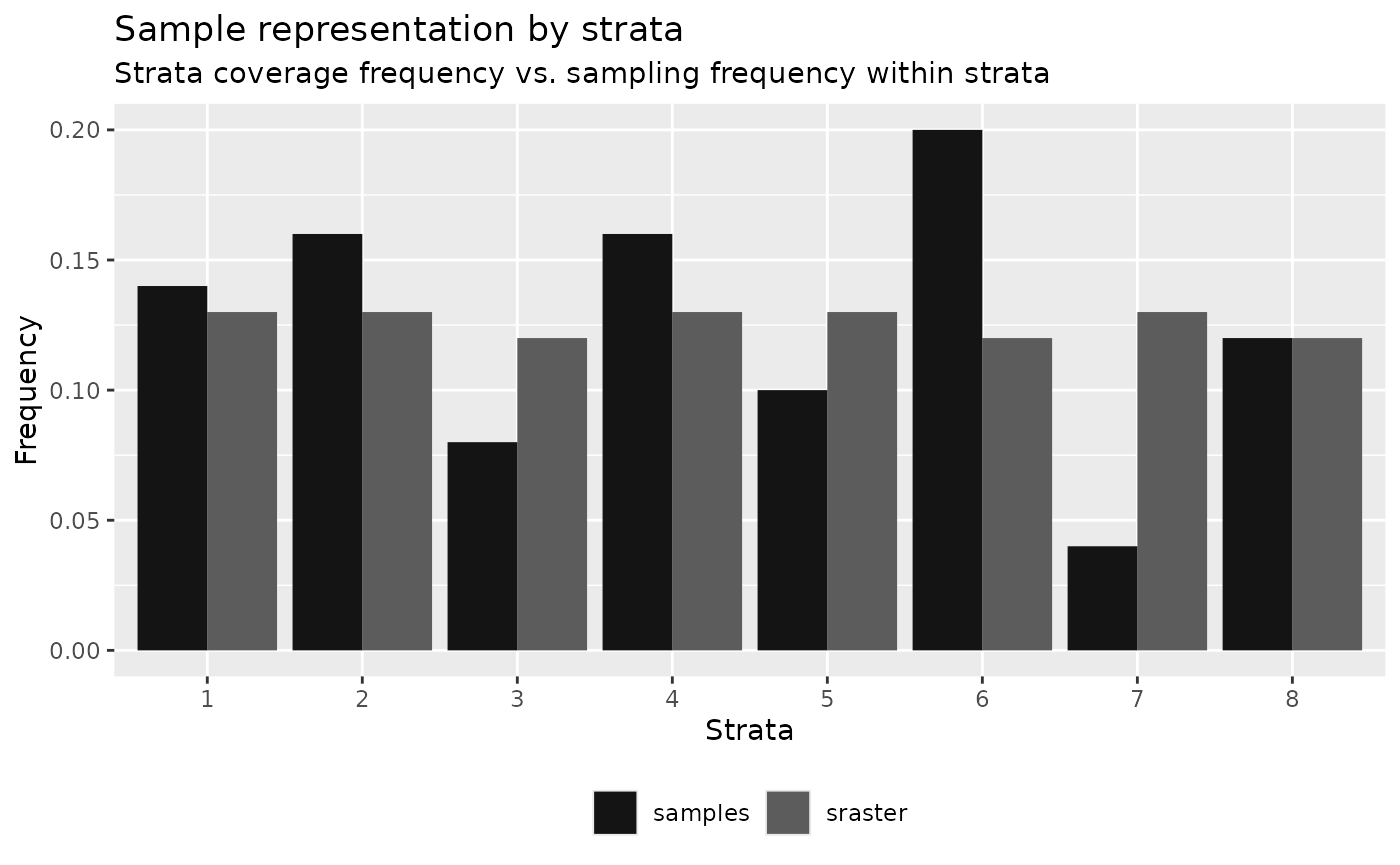 Sample representation by strata
Strata coverage frequency vs. sampling frequency within strata
Frequency
0.20
0.15
0.10
0.05
0.00
1 2 3 4 5 6 7 8
Strata
samples sraster